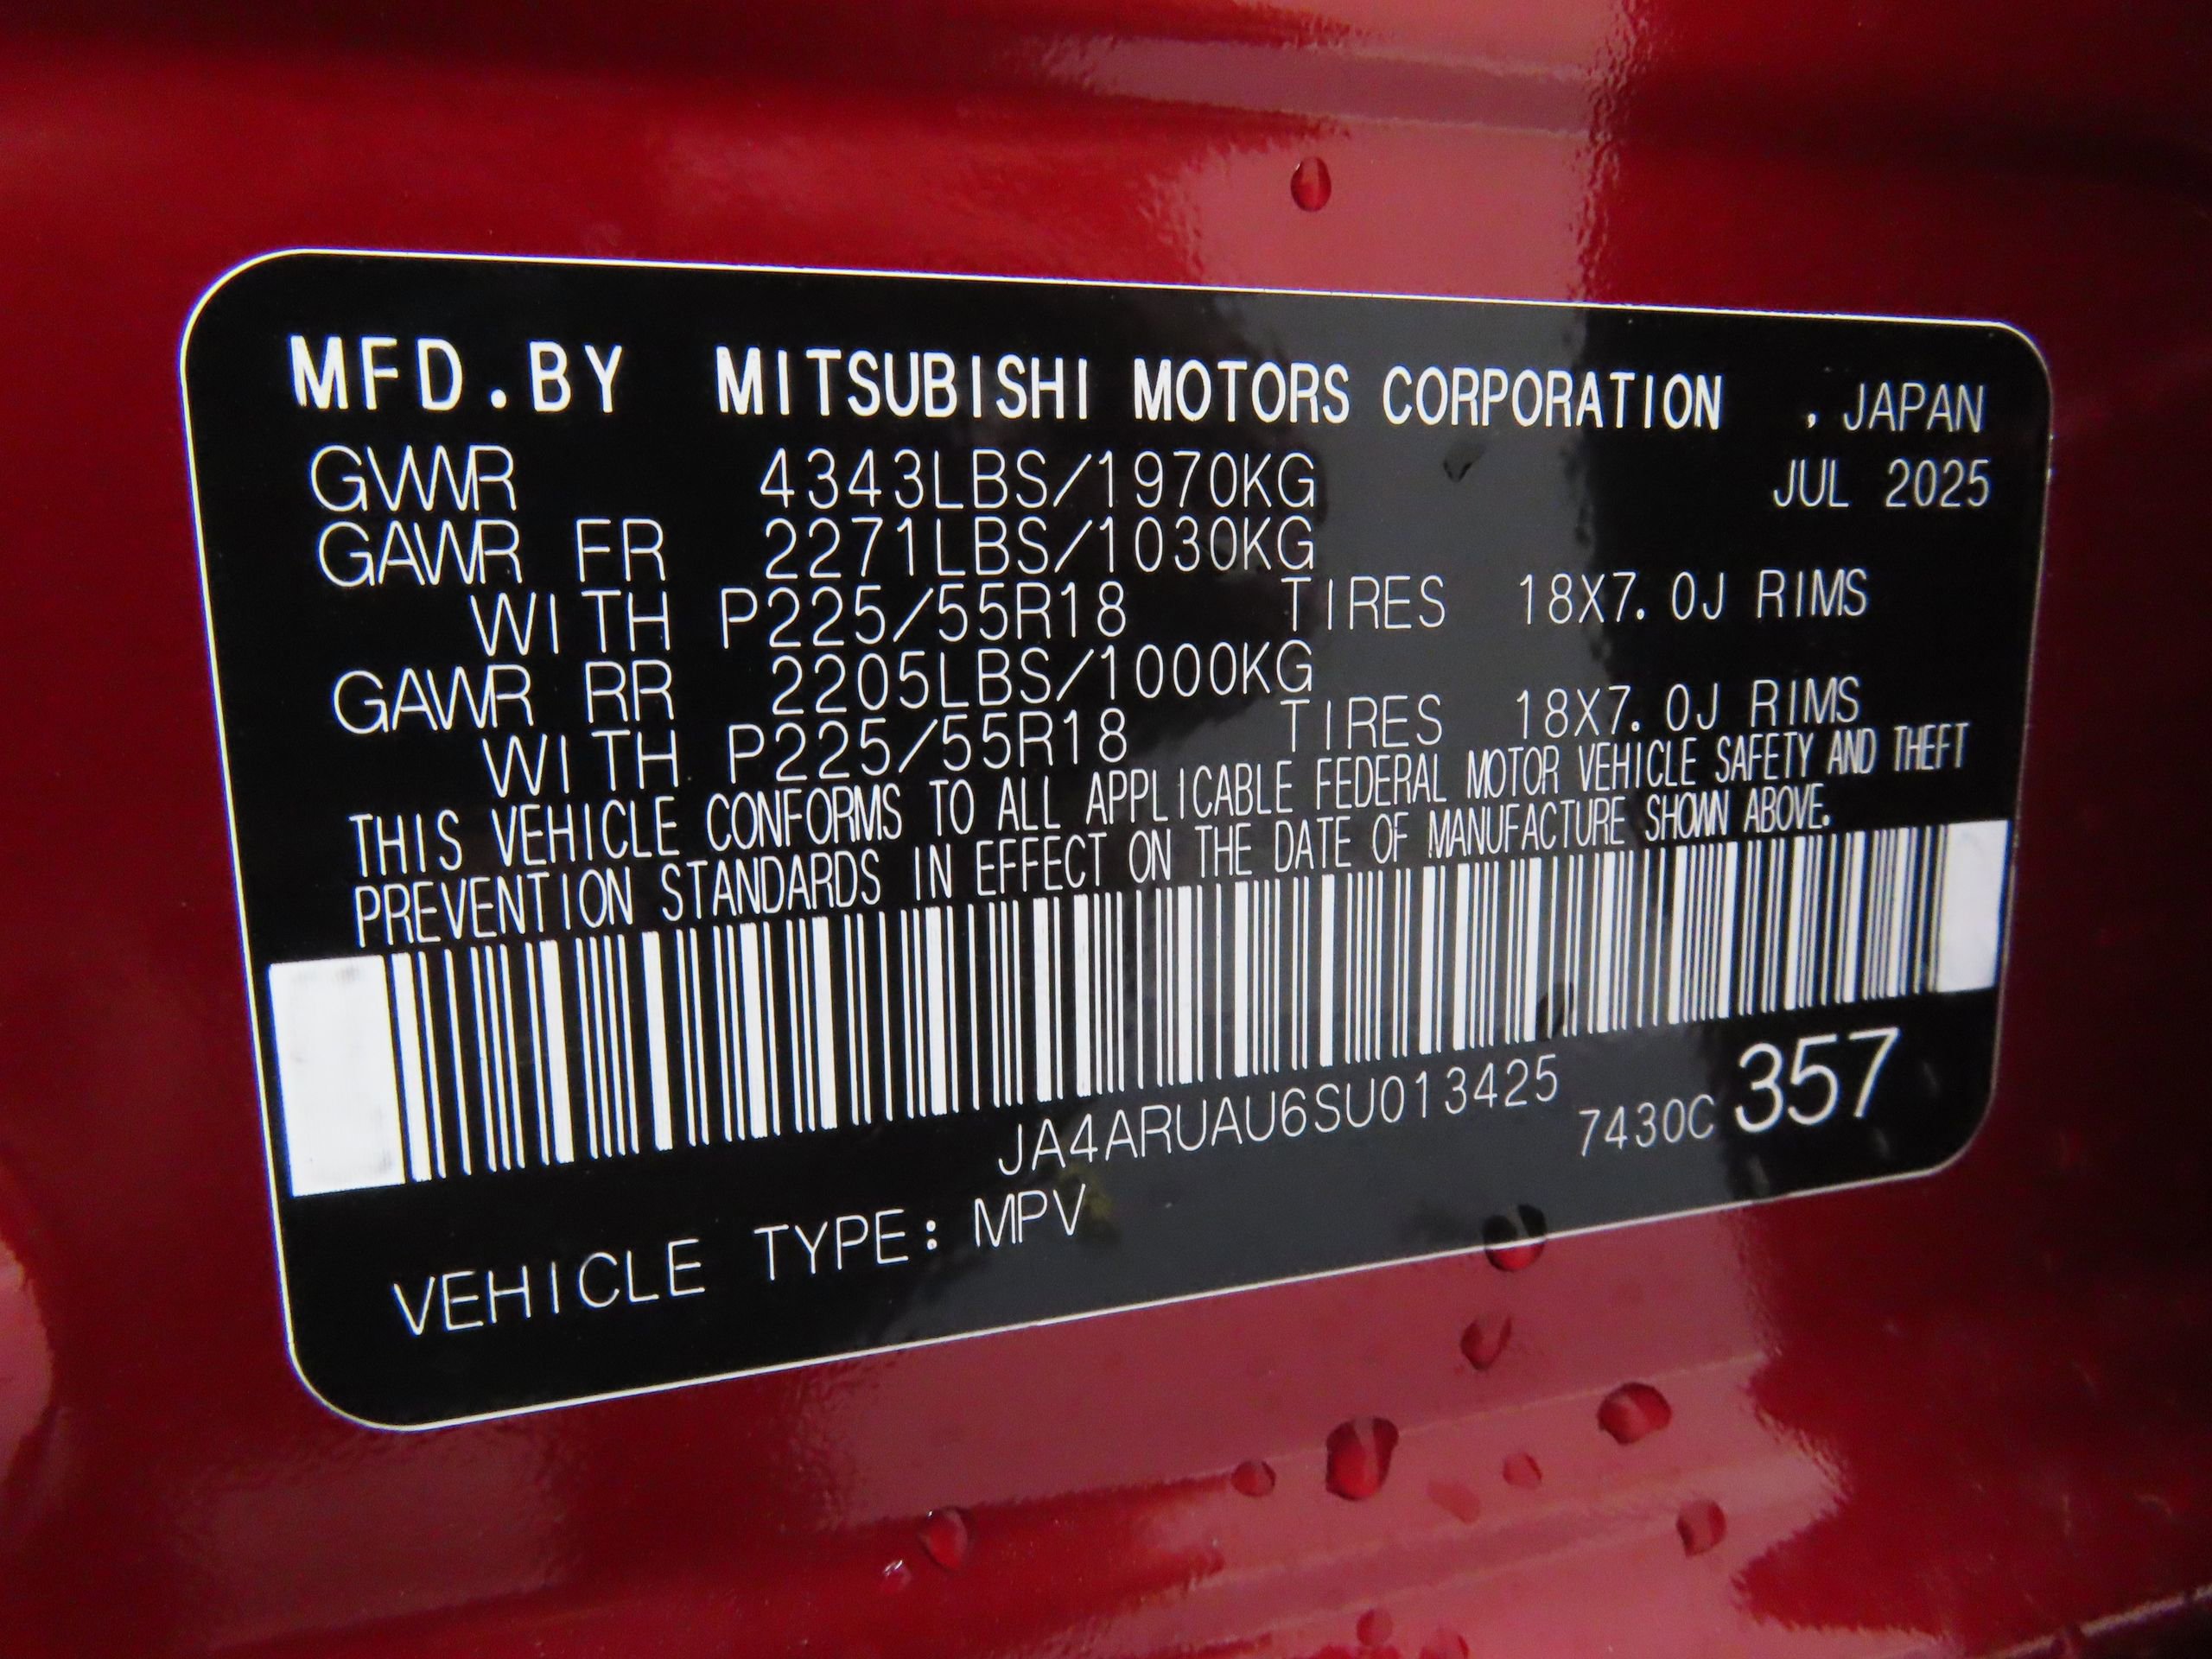 MFD.BY MITSUBISHI MOTORS CORPORATION , JAPAN
GVWR 4343LBS/1970KG JUL 2025
GAWR FR 2271LBS/1030KG
WITH P225/55R18 TIRES 18X7.0J RIMS
GAWR RR 2205LBS/1000KG
WITH P225/55R18 TIRES 18X7.0J RIMS
THIS VEHICLE CONFORMS TO ALL APPLICABLE FEDERAL MOTOR VEHICLE SAFETY AND THEFT
PREVENTION STANDARDS IN EFFECT ON THE DATE OF MANUFACTURE SHOWN ABOVE.
JA4ARUAU6SU013425 7430C 357
VEHICLE TYPE: MPV